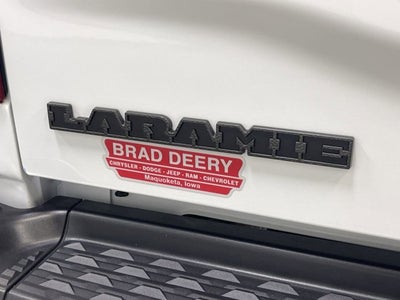 LARAMIE
BRAD DEERY
CHRYSLER - DODGE - JEEP - RAM - CHEVROLET
Maquoketa, Iowa